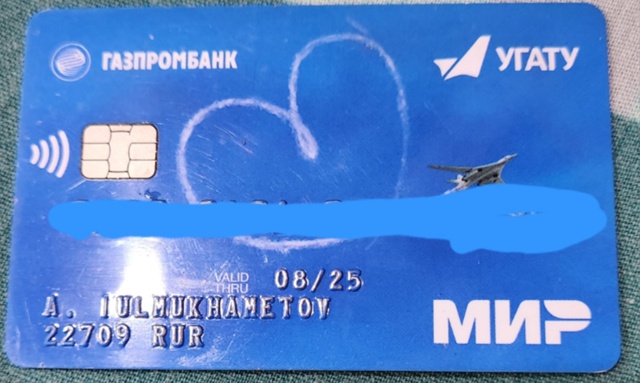 ГАЗПРОМБАНК
УГАТУ
VALID
THRU 08/25
A. IULMUKHAMETOV
22709 RUR
МИР